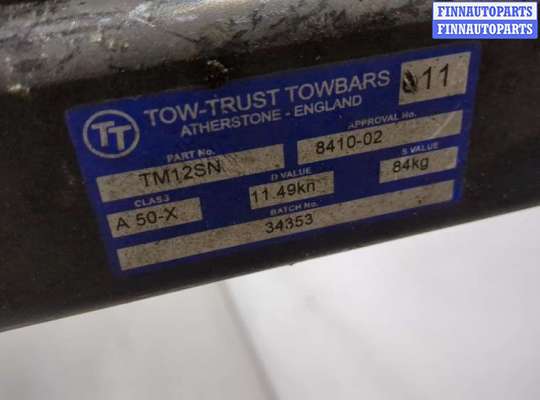 FINNAUTOPARTS
FINNAUTOPARTS
TT
TOW-TRUST TOWBARS
ATHERSTONE - ENGLAND
e11
PART No.
TM12SN
APPROVAL No.
8410-02
CLASS
A 50-X
D VALUE
11.49kn
S VALUE
84kg
BATCH No.
34353